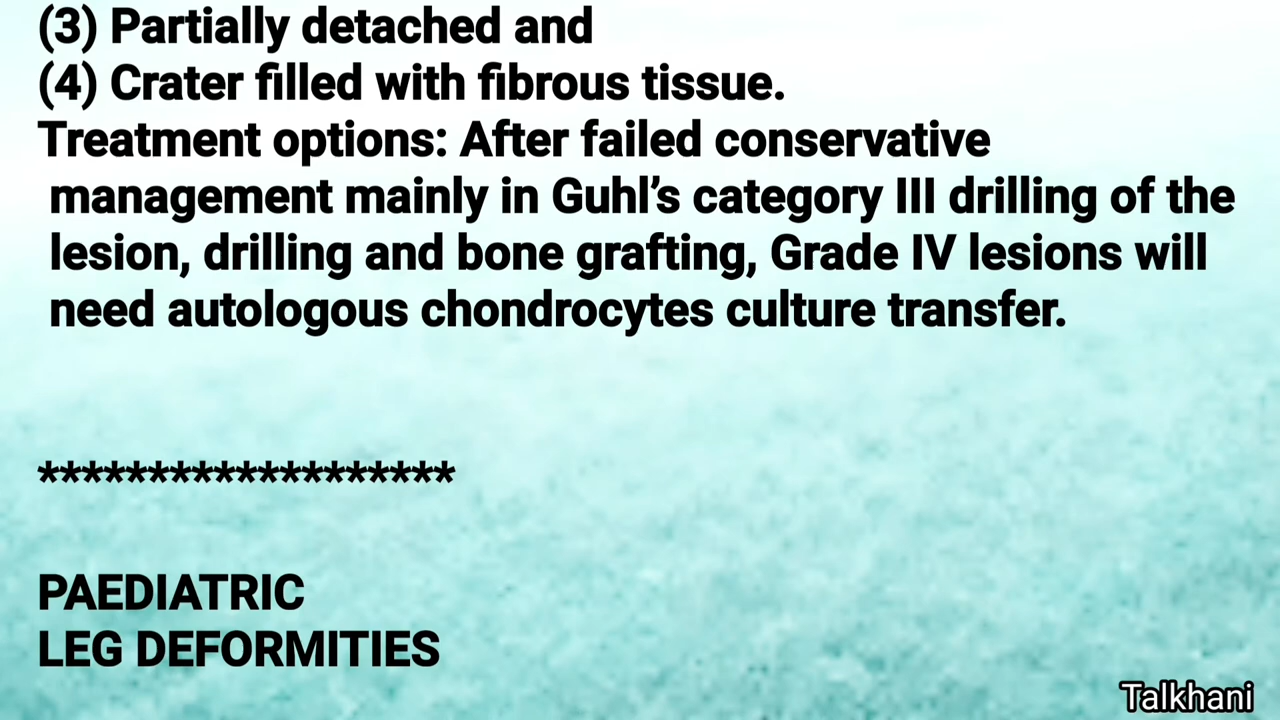 (3) Partially detached and
(4) Crater filled with fibrous tissue.
Treatment options: After failed conservative
management mainly in Guhl’s category III drilling of the
lesion, drilling and bone grafting, Grade IV lesions will
need autologous chondrocytes culture transfer.
*******************
PAEDIATRIC
LEG DEFORMITIES
Talkhani